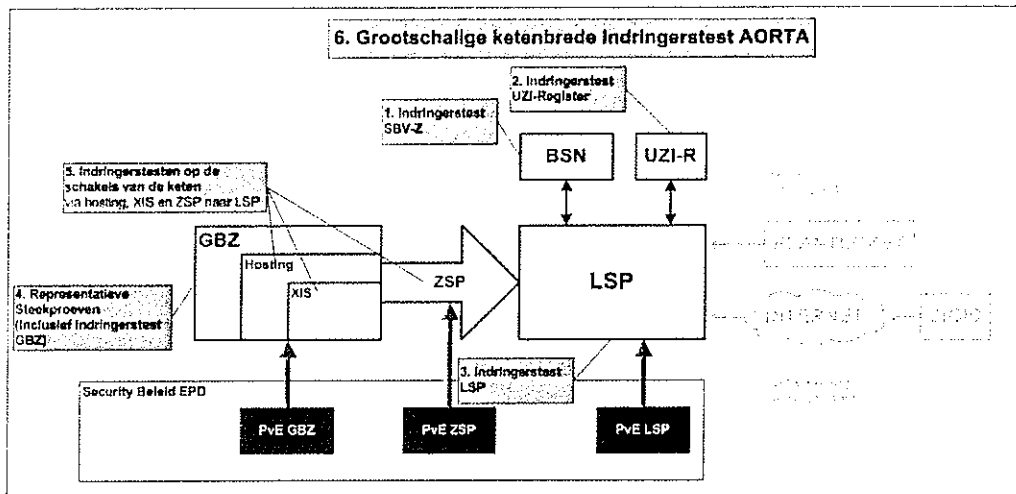 6. Grootschalige ketenbrede Indringerstest AORTA
2. Indringerstest
UZI-Register
1. Indringerstest
SBV-Z
BSN
UZI-R
5. Indringerstesten op de
schakels van de keten
via hosting, XIS en ZSP naar LSP
GBZ
Hosting
XIS
ZSP
LSP
4. Representatieve
Steekproeven
(Inclusief Indringerstest
GBZ)
3. Indringerstest
LSP
Security Beleid EPD
PvE GBZ
PvE ZSP
PvE LSP